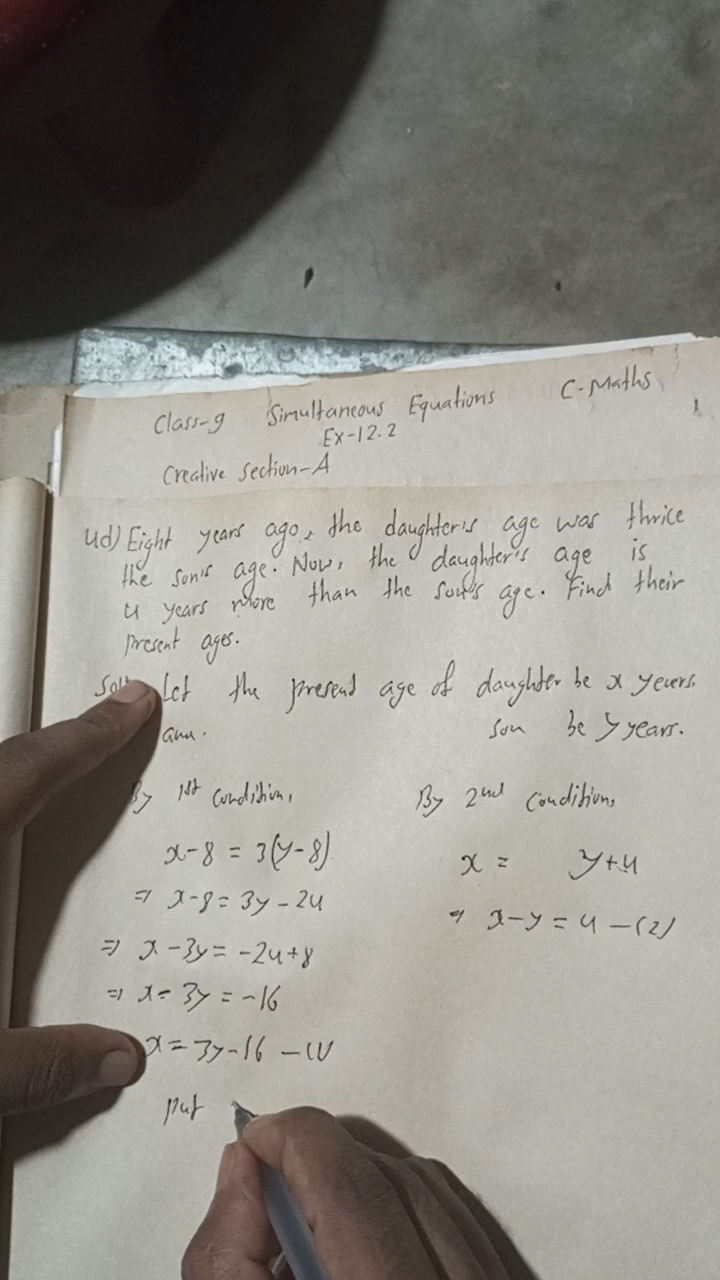 Class-9 Simultaneous Equations C-Maths
Ex-12.2
Creative Section-A
4d) Eight years ago, the daughter's age was thrice
the son's age. Now, the daughter's age is
4 years more than the son's age. Find their
present ages.
Let the present age of daughter be x years
son be y years.
By 1st condition,
x-8 = 3(y-8)
⇒ x-8 = 3y-24
⇒ x-3y = -24+8
⇒ x-3y = -16
x = 3y-16 -(1)
put
By 2nd condition,
x = y+4
⇒ x-y = 4 -(2)